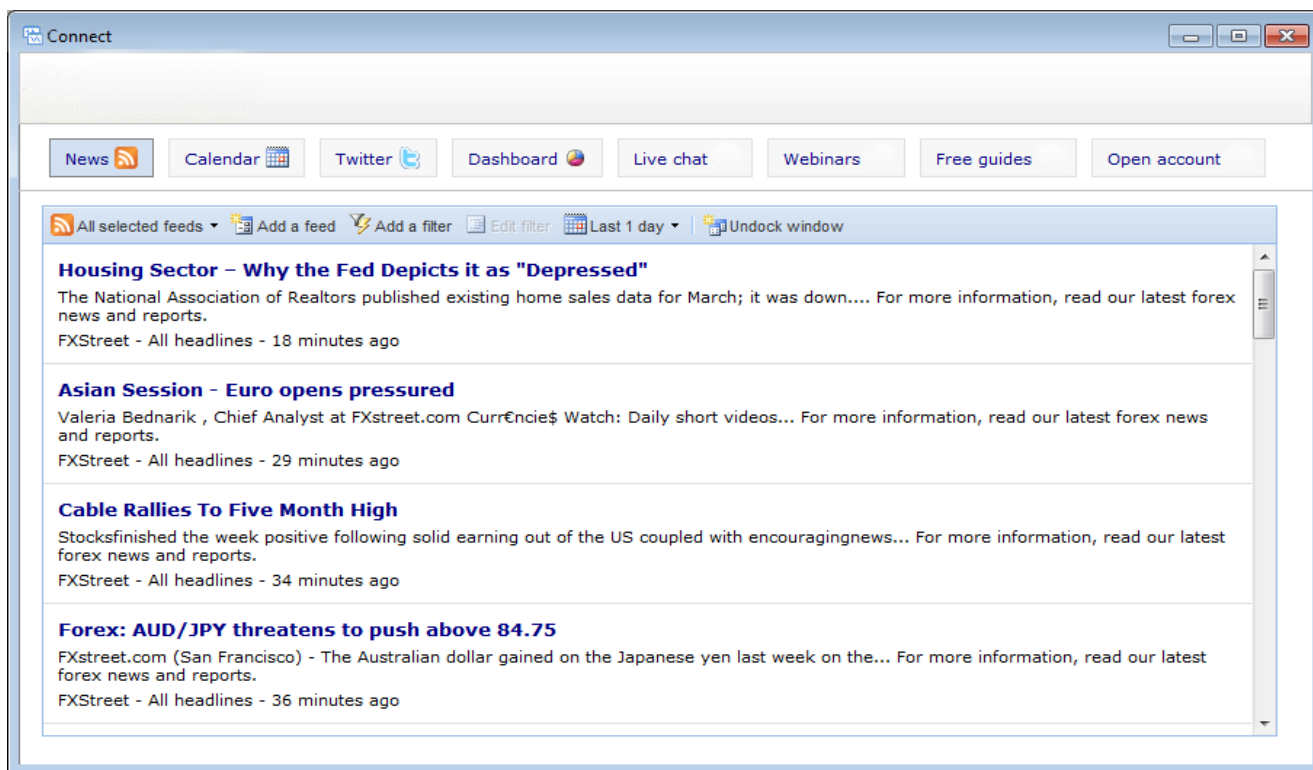 Connect
News Calendar Twitter Dashboard Live chat Webinars Free guides Open account
All selected feeds Add a feed Add a filter Edit filter Last 1 day Undock window
Housing Sector – Why the Fed Depicts it as "Depressed"
The National Association of Realtors published existing home sales data for March; it was down.... For more information, read our latest forex
news and reports.
FXStreet - All headlines - 18 minutes ago
Asian Session - Euro opens pressured
Valeria Bednarik , Chief Analyst at FXstreet.com Curr€ncie$ Watch: Daily short videos... For more information, read our latest forex news
and reports.
FXStreet - All headlines - 29 minutes ago
Cable Rallies To Five Month High
Stocksfinished the week positive following solid earning out of the US coupled with encouragingnews... For more information, read our latest
forex news and reports.
FXStreet - All headlines - 34 minutes ago
Forex: AUD/JPY threatens to push above 84.75
FXstreet.com (San Francisco) - The Australian dollar gained on the Japanese yen last week on the... For more information, read our latest
forex news and reports.
FXStreet - All headlines - 36 minutes ago